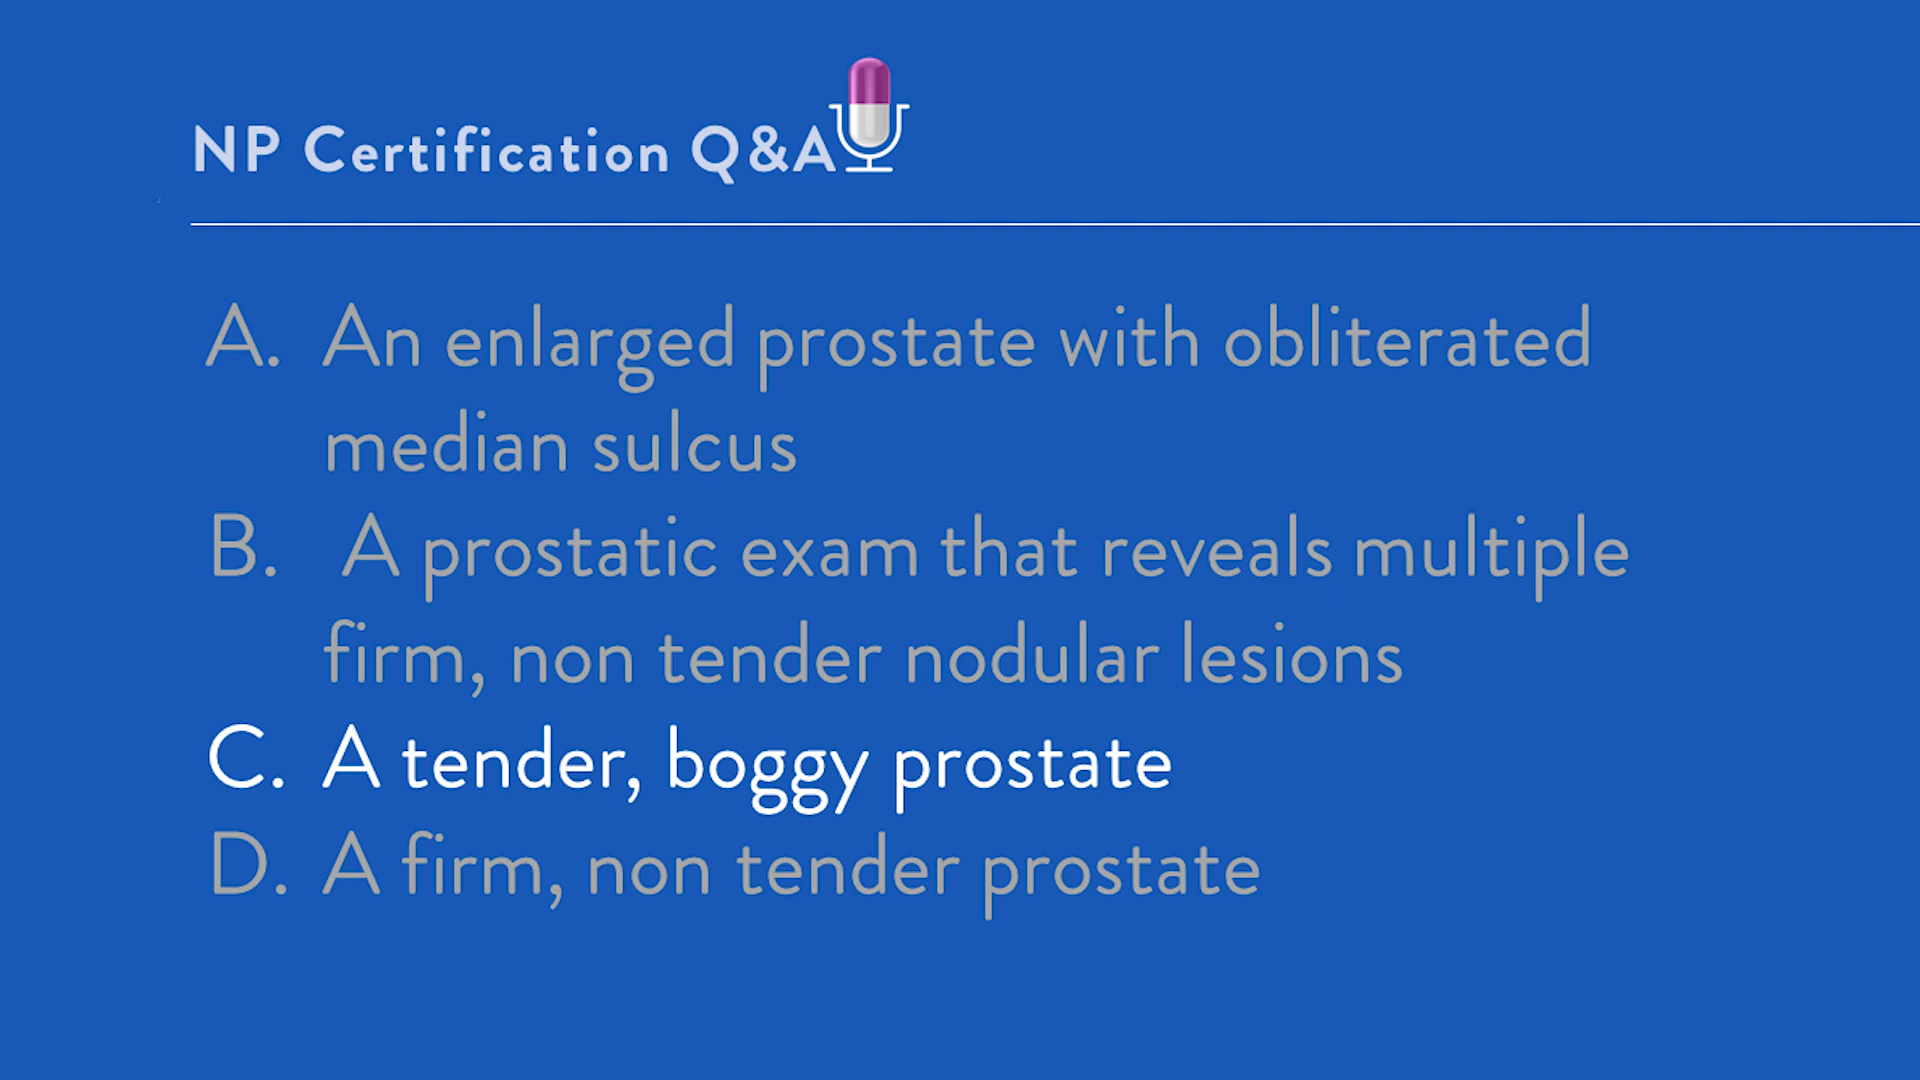 NP Certification Q&A
A. An enlarged prostate with obliterated
median sulcus
B. A prostatic exam that reveals multiple
firm, non tender nodular lesions
C. A tender, boggy prostate
D. A firm, non tender prostate